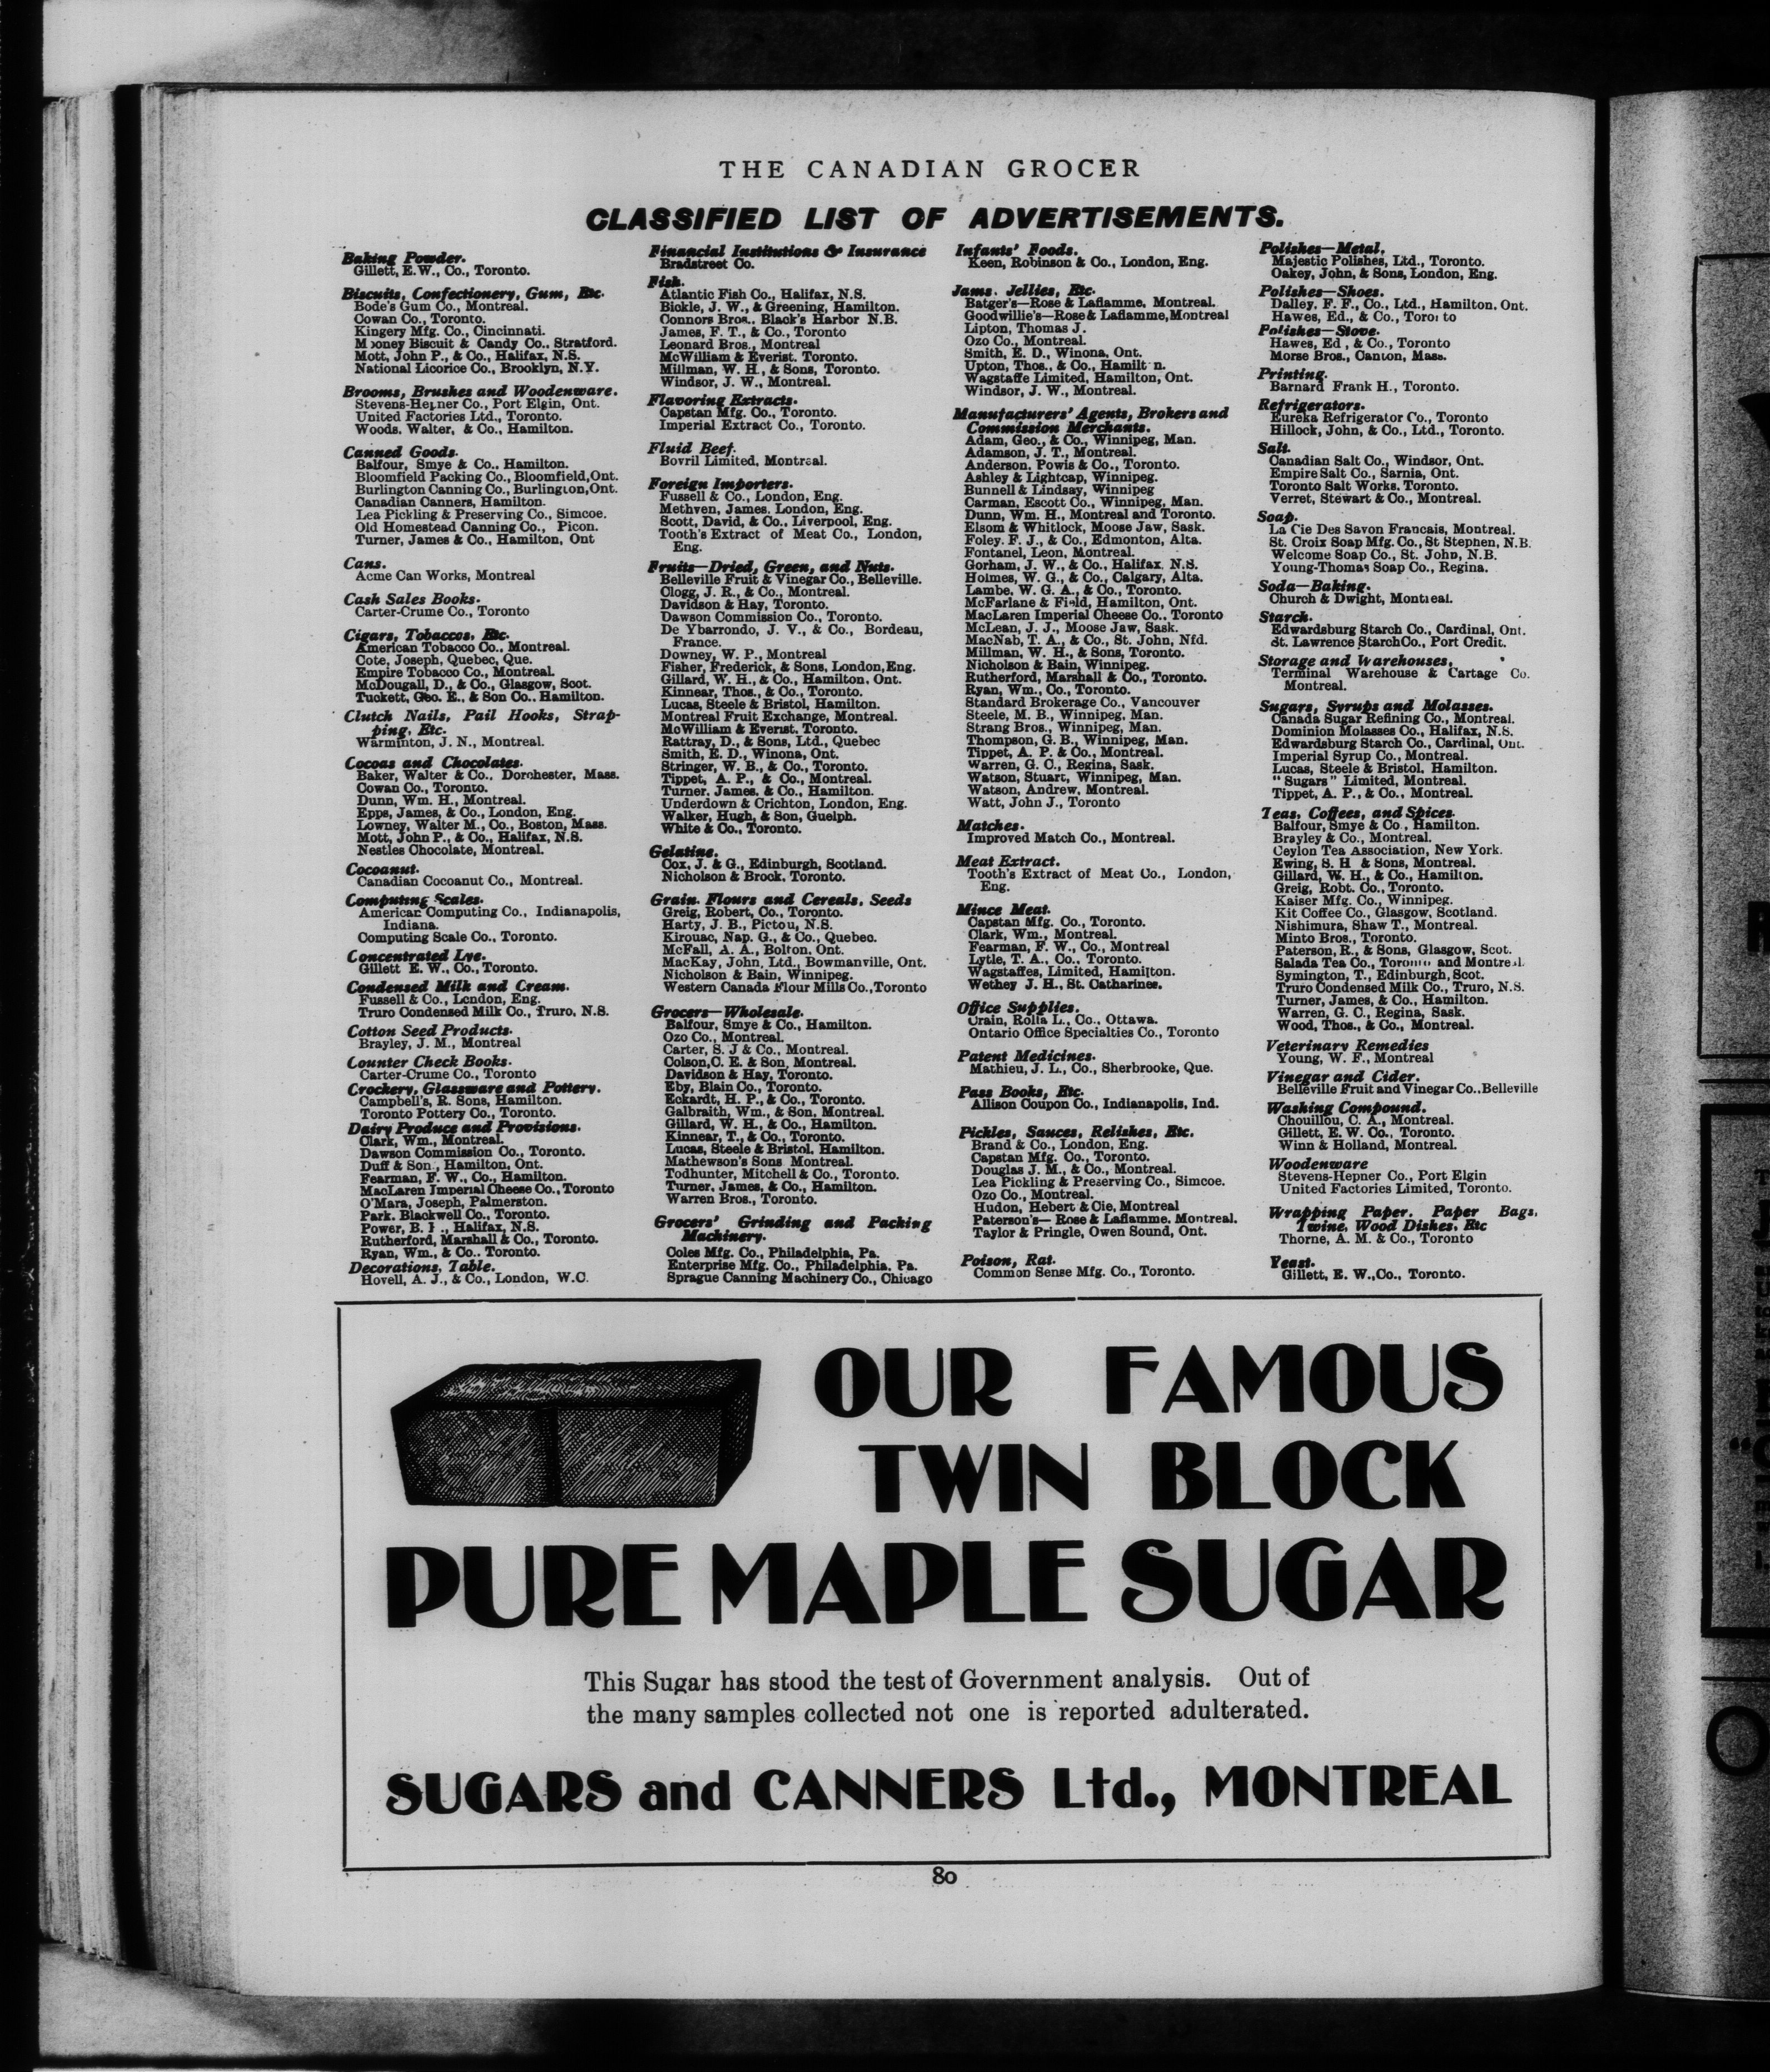 THE CANADIAN GROCER
CLASSIFIED LIST OF ADVERTISEMENTS.
Baking Powder.
Gillett, E.W., Co., Toronto.
Biscuits, Confectionery, Gum, Etc.
Bode's Gum Co., Montreal.
Cowan Co., Toronto.
Kingery Mfg. Co., Cincinnati.
Mooney Biscuit & Candy Co., Stratford.
Mott, John P., & Co., Halifax, N.S.
National Licorice Co., Brooklyn, N.Y.
Brooms, Brushes and Woodenware.
Stevens-Hepner Co., Port Elgin, Ont.
United Factories Ltd., Toronto.
Woods. Walter, & Co., Hamilton.
Canned Goods.
Balfour, Smye & Co., Hamilton.
Bloomfield Packing Co., Bloomfield, Ont.
Burlington Canning Co., Burlington, Ont.
Canadian Canners, Hamilton.
Lea Pickling & Preserving Co., Simcoe.
Old Homestead Canning Co., Picon.
Turner, James & Co., Hamilton, Ont
Cans.
Acme Can Works, Montreal
Cash Sales Books.
Carter-Crume Co., Toronto
Cigars, Tobaccos, Etc.
American Tobacco Co., Montreal.
Cote, Joseph, Quebec, Que.
Empire Tobacco Co., Montreal.
McDougall, D., & Co., Glasgow, Scot.
Tuckett, Geo. E., & Son Co., Hamilton.
Clutch Nails, Pail Hooks, Strap-
ping, Etc.
Warminton, J. N., Montreal.
Cocoas and Chocolates.
Baker, Walter & Co., Dorchester, Mass.
Cowan Co., Toronto.
Dunn, Wm. H., Montreal.
Epps, James, & Co., London, Eng.
Lowney, Walter M., Co., Boston, Mass.
Mott, John P., & Co., Halifax, N.S.
Nestles Chocolate, Montreal.
Cocoanut.
Canadian Cocoanut Co., Montreal.
Computing Scales.
American Computing Co., Indianapolis,
Indiana.
Computing Scale Co., Toronto.
Concentrated Lye.
Gillett E. W., Co., Toronto.
Condensed Milk and Cream.
Fussell & Co., London, Eng.
Truro Condensed Milk Co., Truro, N.S.
Cotton Seed Products.
Brayley, J. M., Montreal
Counter Check Books.
Carter-Crume Co., Toronto
Crockery, Glassware and Pottery.
Campbell's, R. Sons, Hamilton.
Toronto Pottery Co., Toronto.
Dairy Produce and Provisions.
Clark, Wm., Montreal.
Dawson Commission Co., Toronto.
Duff & Son, Hamilton, Ont.
Fearman, F. W., Co., Hamilton.
MacLaren Imperial Cheese Co., Toronto
O'Mara, Joseph, Palmerston.
Park. Blackwell Co., Toronto.
Power, B. ., Halifax, N.S.
Rutherford, Marshall & Co., Toronto.
Ryan, Wm., & Co.. Toronto.
Decorations, Table.
Hovell, A. J., & Co., London, W.C.
Financial Institutions & Insurance
Bradstreet Co.
Fish.
Atlantic Fish Co., Halifax, N.S.
Bickle, J. W., & Greening, Hamilton.
Connors Bros.. Black's Harbor N.B.
James, F. T., & Co., Toronto
Leonard Bros., Montreal
McWilliam & Everist. Toronto.
Millman, W. H., & Sons, Toronto.
Windsor, J. W., Montreal.
Flavoring Extracts.
Capstan Mfg. Co., Toronto.
Imperial Extract Co., Toronto.
Fluid Beef.
Bovril Limited, Montreal.
Foreign Importers.
Fussell & Co., London, Eng.
Methven, James. London, Eng.
Scott, David, & Co., Liverpool, Eng.
Tooth's Extract of Meat Co., London,
Eng.
Fruits—Dried, Green, and Nuts.
Belleville Fruit & Vinegar Co., Belleville.
Clogg, J. R., & Co., Montreal.
Davidson & Hay, Toronto.
Dawson Commission Co., Toronto.
De Ybarrondo, J. V., & Co., Bordeau,
France.
Downey, W. P., Montreal
Fisher, Frederick, & Sons, London, Eng.
Gillard, W. H., & Co., Hamilton, Ont.
Kinnear, Thos., & Co., Toronto.
Lucas, Steele & Bristol, Hamilton.
Montreal Fruit Exchange, Montreal.
McWilliam & Everist. Toronto.
Rattray, D., & Sons, Ltd., Quebec
Smith, E. D., Winona, Ont.
Stringer, W. B., & Co., Toronto.
Tippet, A. P., & Co., Montreal.
Turner. James. & Co., Hamilton.
Underdown & Crichton, London, Eng.
Walker, Hugh, & Son, Guelph.
White & Co., Toronto.
Gelatine.
Cox, J. & G., Edinburgh, Scotland.
Nicholson & Brock, Toronto.
Grain. Flours and Cereals, Seeds
Greig, Robert, Co., Toronto.
Harty, J. B., Pictou, N.S.
Kirouac, Nap. G., & Co., Quebec.
McFall, A. A., Bolton, Ont.
MacKay, John, Ltd., Bowmanville, Ont.
Nicholson & Bain, Winnipeg.
Western Canada Flour Mills Co., Toronto
Grocers—Wholesale.
Balfour, Smye & Co., Hamilton.
Ozo Co., Montreal.
Carter, S. J & Co., Montreal.
Colson, C. E. & Son, Montreal.
Davidson & Hay, Toronto.
Eby, Blain Co., Toronto.
Eckardt, H. P., & Co., Toronto.
Galbraith, Wm., & Son, Montreal.
Gillard, W. H., & Co., Hamilton.
Kinnear, T., & Co., Toronto.
Lucas, Steele & Bristol, Hamilton.
Mathewson's Sons Montreal.
Todhunter, Mitchell & Co., Toronto.
Turner, James, & Co., Hamilton.
Warren Bros., Toronto.
Grocers' Grinding and Packing
Machinery.
Coles Mfg. Co., Philadelphia, Pa.
Enterprise Mfg. Co., Philadelphia, Pa.
Sprague Canning Machinery Co., Chicago
Infants' Foods.
Keen, Robinson & Co., London, Eng.
Jams. Jellies, Etc.
Batger's—Rose & Laflamme, Montreal.
Goodwillie's—Rose & Laflamme, Montreal
Lipton, Thomas J.
Ozo Co., Montreal.
Smith, E. D., Winona, Ont.
Upton, Thos., & Co., Hamilt n.
Wagstaffe Limited, Hamilton, Ont.
Windsor, J. W., Montreal.
Manufacturers' Agents, Brokers and
Commission Merchants.
Adam, Geo., & Co., Winnipeg, Man.
Adamson, J. T., Montreal.
Anderson, Powis & Co., Toronto.
Ashley & Lightcap, Winnipeg.
Bunnell & Lindsay, Winnipeg
Carman, Escott Co., Winnipeg, Man.
Dunn, Wm. H., Montreal and Toronto.
Elsom & Whitlock, Moose Jaw, Sask.
Foley. F. J., & Co., Edmonton, Alta.
Fontanel, Leon, Montreal.
Gorham, J. W., & Co., Halifax, N.S.
Holmes, W. G., & Co., Calgary, Alta.
Lambe, W. G. A., & Co., Toronto.
McFarlane & Field, Hamilton, Ont.
MacLaren Imperial Cheese Co., Toronto
McLean, J. J., Moose Jaw, Sask.
MacNab, T. A., & Co., St. John, Nfd.
Millman, W. H., & Sons, Toronto.
Nicholson & Bain, Winnipeg.
Rutherford, Marshall & Co., Toronto.
Ryan, Wm., Co., Toronto.
Standard Brokerage Co., Vancouver
Steele, M. B., Winnipeg, Man.
Strang Bros., Winnipeg, Man.
Thompson, G. B., Winnipeg, Man.
Tippet, A. P. & Co., Montreal.
Warren, G. C., Regina, Sask.
Watson, Stuart, Winnipeg, Man.
Watson, Andrew, Montreal.
Watt, John J., Toronto
Matches.
Improved Match Co., Montreal.
Meat Extract.
Tooth's Extract of Meat Co., London,
Eng.
Mince Meat.
Capstan Mfg. Co., Toronto.
Clark, Wm., Montreal.
Fearman, F. W., Co., Montreal
Lytle, T. A., Co., Toronto.
Wagstaffes, Limited, Hamilton.
Wethey J. H., St. Catharines.
Office Supplies.
Crain, Rolla L., Co., Ottawa.
Ontario Office Specialties Co., Toronto
Patent Medicines.
Mathieu, J. L., Co., Sherbrooke, Que.
Pass Books, Etc.
Allison Coupon Co., Indianapolis, Ind.
Pickles, Sauces, Relishes, Etc.
Brand & Co., London, Eng.
Capstan Mfg. Co., Toronto.
Douglas J. M., & Co., Montreal.
Lea Pickling & Preserving Co., Simcoe.
Ozo Co., Montreal.
Hudon, Hebert & Cie, Montreal
Paterson's—Rose & Laflamme. Montreal.
Taylor & Pringle, Owen Sound, Ont.
Poison, Rat.
Common Sense Mfg. Co., Toronto.
Polishes—Metal.
Majestic Polishes, Ltd., Toronto.
Oakey, John, & Sons, London, Eng.
Polishes—Shoes.
Dalley, F. F., Co., Ltd., Hamilton, Ont.
Hawes, Ed., & Co., Toronto
Polishes—Stove.
Hawes, Ed , & Co., Toronto
Morse Bros., Canton, Mass.
Printing.
Barnard Frank H., Toronto.
Refrigerators.
Eureka Refrigerator Co., Toronto
Hillock, John, & Co., Ltd., Toronto.
Salt.
Canadian Salt Co., Windsor, Ont.
Empire Salt Co., Sarnia, Ont.
Toronto Salt Works, Toronto.
Verret, Stewart & Co., Montreal.
Soap.
La Cie Des Savon Francais, Montreal.
St. Croix Soap Mfg. Co., St Stephen, N.B.
Welcome Soap Co., St. John, N.B.
Young-Thomas Soap Co., Regina.
Soda—Baking.
Church & Dwight, Montreal.
Starch.
Edwardsburg Starch Co., Cardinal, Ont.
St. Lawrence Starch Co., Port Credit.
Storage and Warehouses.
Terminal Warehouse & Cartage Co.
Montreal.
Sugars, Syrups and Molasses.
Canada Sugar Refining Co., Montreal.
Dominion Molasses Co., Halifax, N.S.
Edwardsburg Starch Co., Cardinal, Ont.
Imperial Syrup Co., Montreal.
Lucas, Steele & Bristol, Hamilton.
"Sugars" Limited, Montreal.
Tippet, A. P., & Co., Montreal.
Teas, Coffees, and Spices.
Balfour, Smye & Co., Hamilton.
Brayley & Co., Montreal.
Ceylon Tea Association, New York.
Ewing, S. H & Sons, Montreal.
Gillard, W. H., & Co., Hamilton.
Greig, Robt. Co., Toronto.
Kaiser Mfg. Co., Winnipeg.
Kit Coffee Co., Glasgow, Scotland.
Nishimura, Shaw T., Montreal.
Minto Bros., Toronto.
Paterson, R., & Sons, Glasgow, Scot.
Salada Tea Co., Toronto and Montreal.
Symington, T., Edinburgh, Scot.
Truro Condensed Milk Co., Truro, N.S.
Turner, James, & Co., Hamilton.
Warren, G. C., Regina, Sask.
Wood, Thos., & Co., Montreal.
Veterinary Remedies
Young, W. F., Montreal
Vinegar and Cider.
Belleville Fruit and Vinegar Co., Belleville
Washing Compound.
Chouillou, C. A., Montreal.
Gillett, E. W. Co., Toronto.
Winn & Holland, Montreal.
Woodenware
Stevens-Hepner Co., Port Elgin
United Factories Limited, Toronto.
Wrapping Paper. Paper Bags,
Twine, Wood Dishes, Etc
Thorne, A. M. & Co., Toronto
Yeast.
Gillett, E. W., Co., Toronto.
OUR FAMOUS
TWIN BLOCK
PURE MAPLE SUGAR
This Sugar has stood the test of Government analysis. Out of
the many samples collected not one is reported adulterated.
SUGARS and CANNERS Ltd., MONTREAL
80